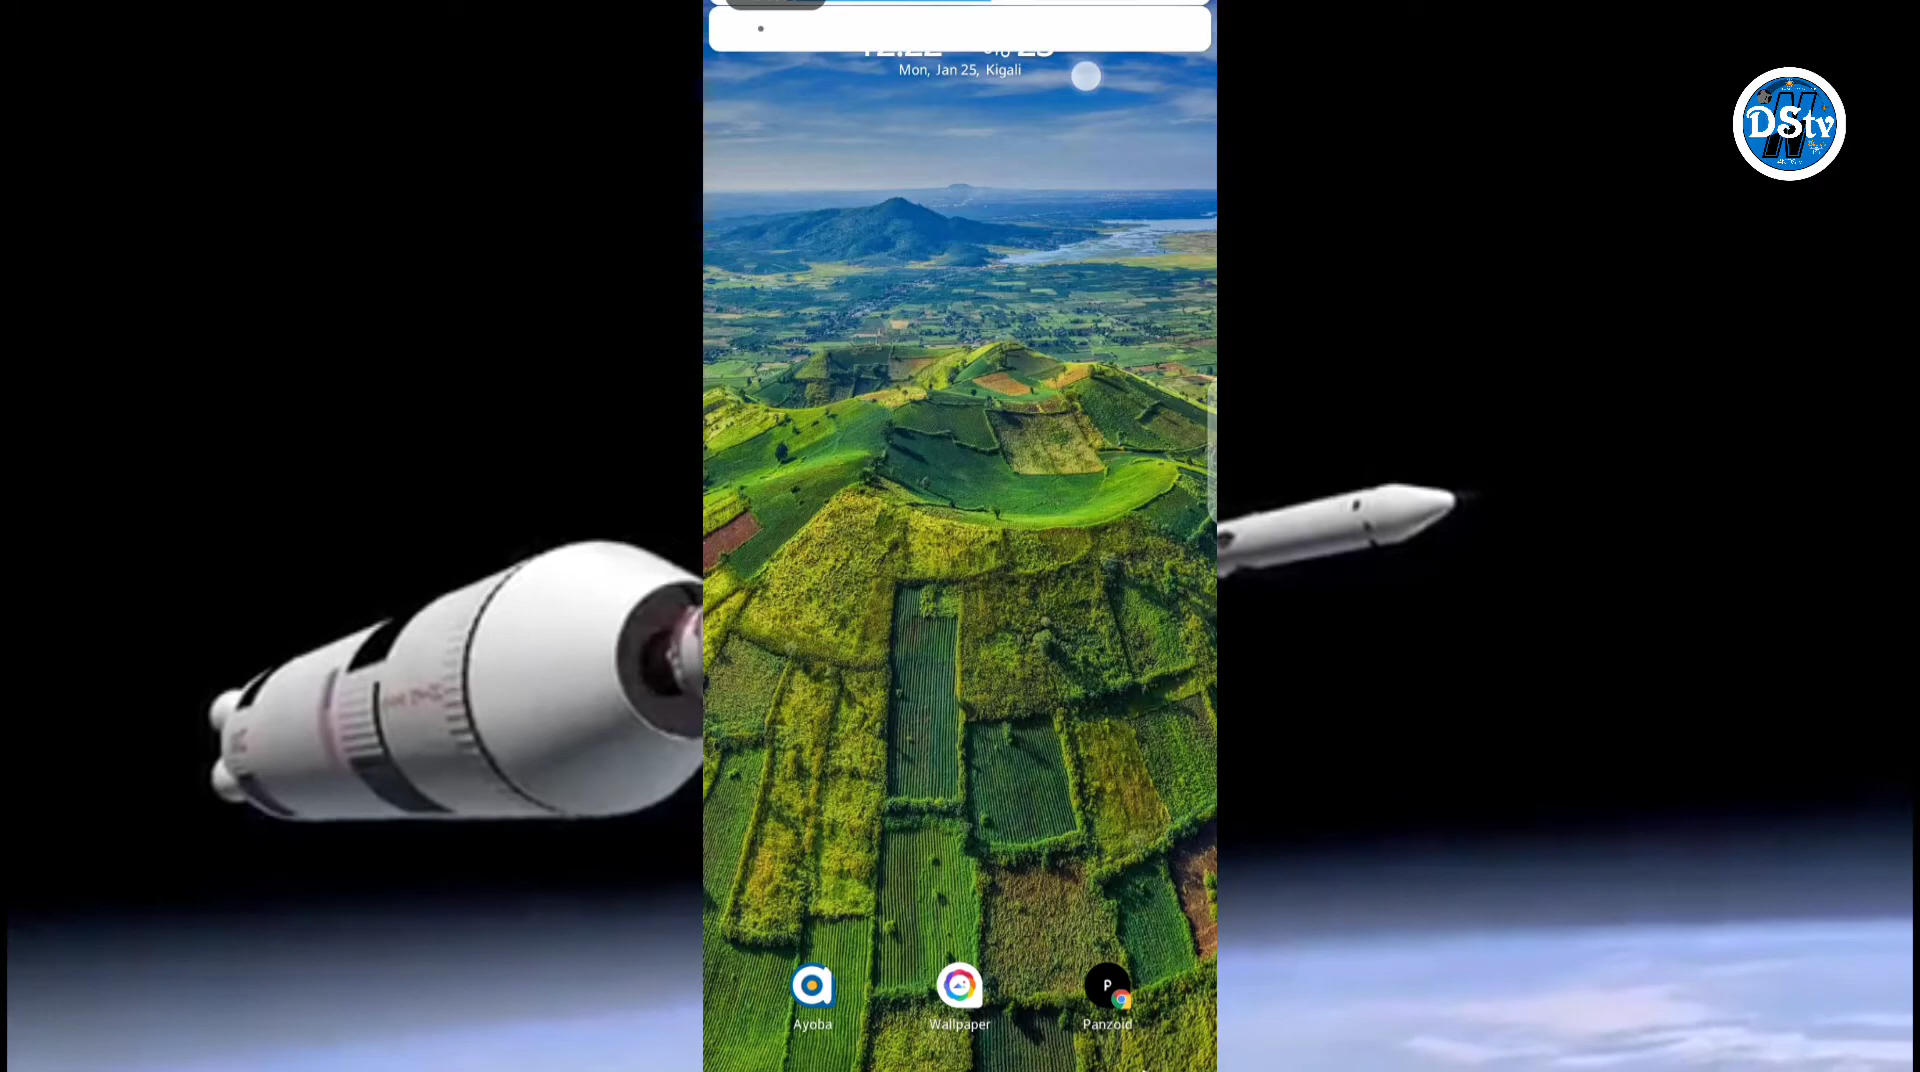 Mon, Jan 25, Kigali
DStv
N
Ayoba
Wallpaper
P
Panzoid